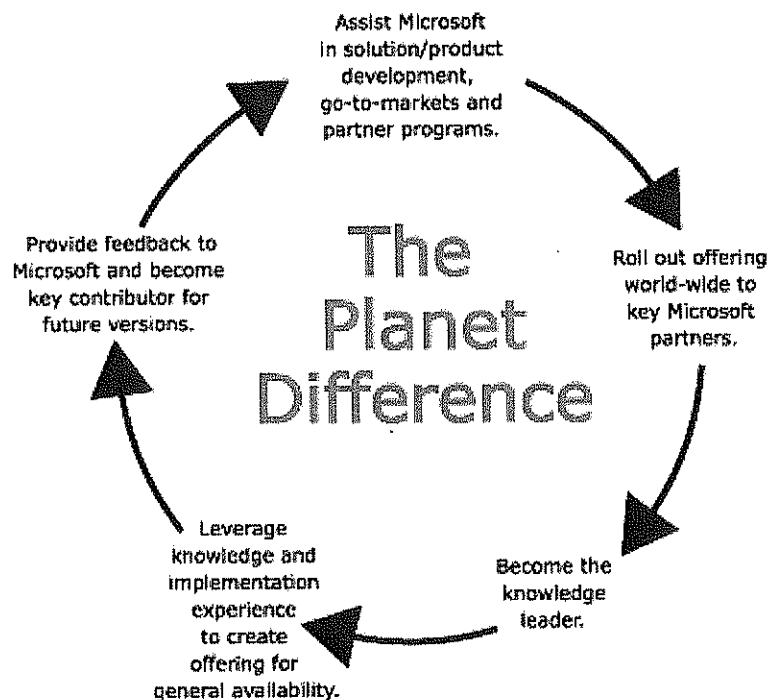 Assist Microsoft
in solution/product
development,
go-to-markets and
partner programs.
Roll out offering
world-wide to
key Microsoft
partners.
Become the
knowledge
leader.
Leverage
knowledge and
implementation
experience
to create
offering for
general availability.
Provide feedback to
Microsoft and become
key contributor for
future versions.
The
Planet
Difference